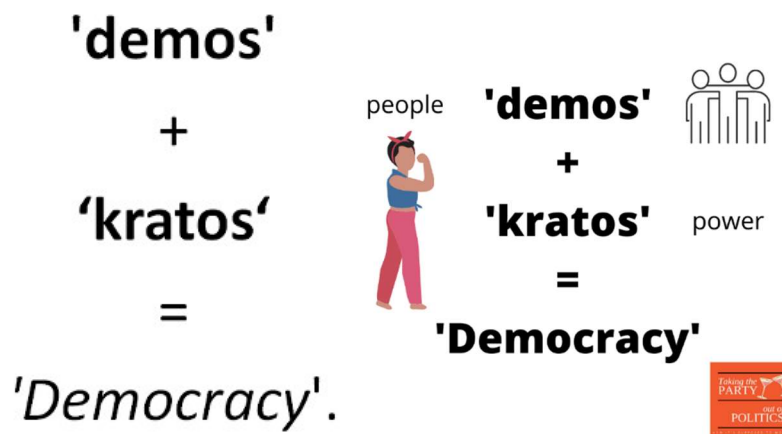 'demos'
+
‘kratos‘
=
'Democracy'.
people
'demos'
+
'kratos'
power
=
'Democracy'
Taking the
PARTY
out of
POLITICS